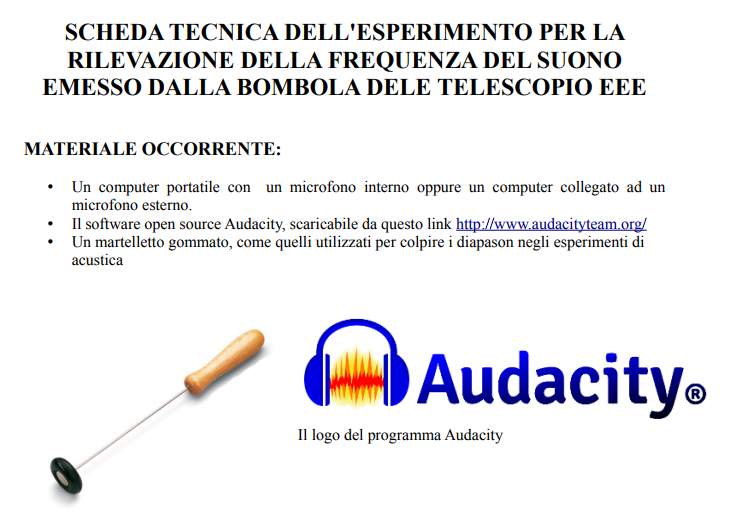 SCHEDA TECNICA DELL'ESPERIMENTO PER LA
RILEVAZIONE DELLA FREQUENZA DEL SUONO
EMESSO DALLA BOMBOLA DELE TELESCOPIO EEE
MATERIALE OCCORRENTE:
• Un computer portatile con un microfono interno oppure un computer collegato ad un
microfono esterno.
• Il software open source Audacity, scaricabile da questo link http://www.audacityteam.org/
• Un martelletto gommato, come quelli utilizzati per colpire i diapason negli esperimenti di
acustica
Audacity®
Il logo del programma Audacity